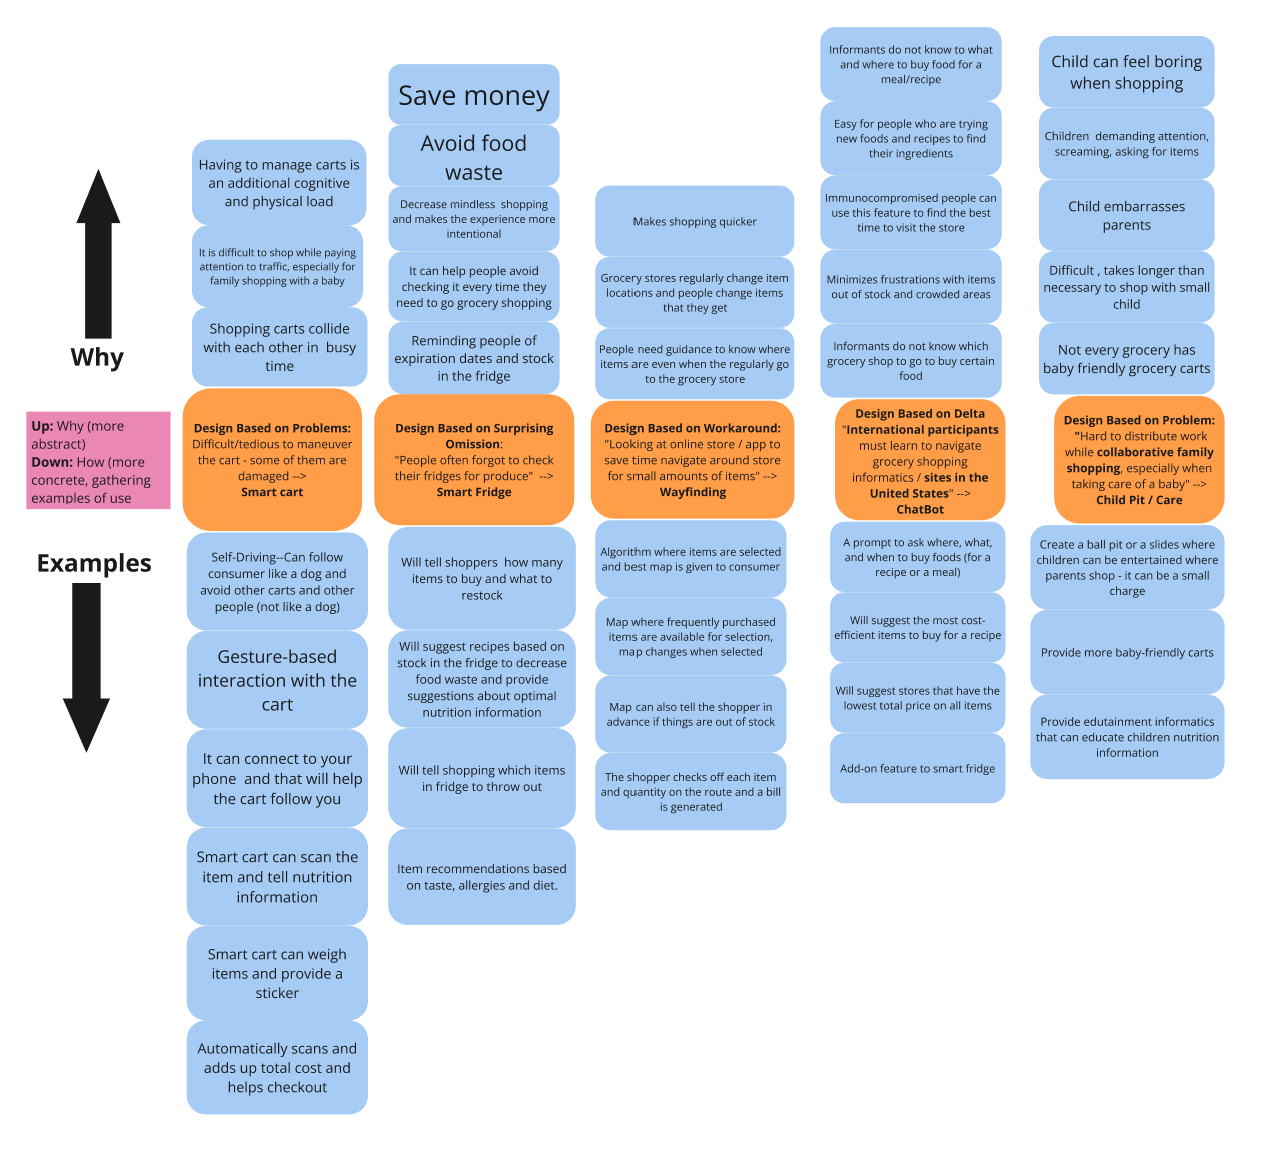 Why
Up: Why (more
abstract)
Down: How (more
concrete, gathering
examples of use
Examples
Having to manage carts is
an additional cognitive
and physical load
It is difficult to shop while paying
attention to traffic, especially for
family shopping with a baby
Shopping carts collide
with each other in busy
time
Design Based on Problems:
Difficult/tedious to maneuver
the cart - some of them are
damaged -->
Smart cart
Self-Driving--Can follow
consumer like a dog and
avoid other carts and other
people (not like a dog)
Gesture-based
interaction with the
cart
It can connect to your
phone and that will help
the cart follow you
Smart cart can scan the
item and tell nutrition
information
Smart cart can weigh
items and provide a
sticker
Automatically scans and
adds up total cost and
helps checkout
Save money
Avoid food
waste
Decrease mindless shopping
and makes the experience more
intentional
It can help people avoid
checking it every time they
need to go grocery shopping
Reminding people of
expiration dates and stock
in the fridge
Design Based on Surprising
Omission:
"People often forgot to check
their fridges for produce" -->
Smart Fridge
Will tell shoppers how many
items to buy and what to
restock
Will suggest recipes based on
stock in the fridge to decrease
food waste and provide
suggestions about optimal
nutrition information
Will tell shopping which items
in fridge to throw out
Item recommendations based
on taste, allergies and diet.
Makes shopping quicker
Grocery stores regularly change item
locations and people change items
that they get
People need guidance to know where
items are even when the regularly go
to the grocery store
Design Based on Workaround:
"Looking at online store / app to
save time navigate around store
for small amounts of items" -->
Wayfinding
Algorithm where items are selected
and best map is given to consumer
Map where frequently purchased
items are available for selection,
map changes when selected
Map can also tell the shopper in
advance if things are out of stock
The shopper checks off each item
and quantity on the route and a bill
is generated
Informants do not know to what
and where to buy food for a
meal/recipe
Easy for people who are trying
new foods and recipes to find
their ingredients
Immunocompromised people can
use this feature to find the best
time to visit the store
Minimizes frustrations with items
out of stock and crowded areas
Informants do not know which
grocery shop to go to buy certain
food
Design Based on Delta
"International participants
must learn to navigate
grocery shopping
informatics / sites in the
United States" -->
ChatBot
A prompt to ask where, what,
and when to buy foods (for a
recipe or a meal)
Will suggest the most cost-
efficient items to buy for a recipe
Will suggest stores that have the
lowest total price on all items
Add-on feature to smart fridge
Child can feel boring
when shopping
Children demanding attention,
screaming, asking for items
Child embarrasses
parents
Difficult , takes longer than
necessary to shop with small
child
Not every grocery has
baby friendly grocery carts
Design Based on Problem:
"Hard to distribute work
while collaborative family
shopping, especially when
taking care of a baby" -->
Child Pit / Care
Create a ball pit or a slides where
children can be entertained where
parents shop - it can be a small
charge
Provide more baby-friendly carts
Provide edutainment informatics
that can educate children nutrition
information